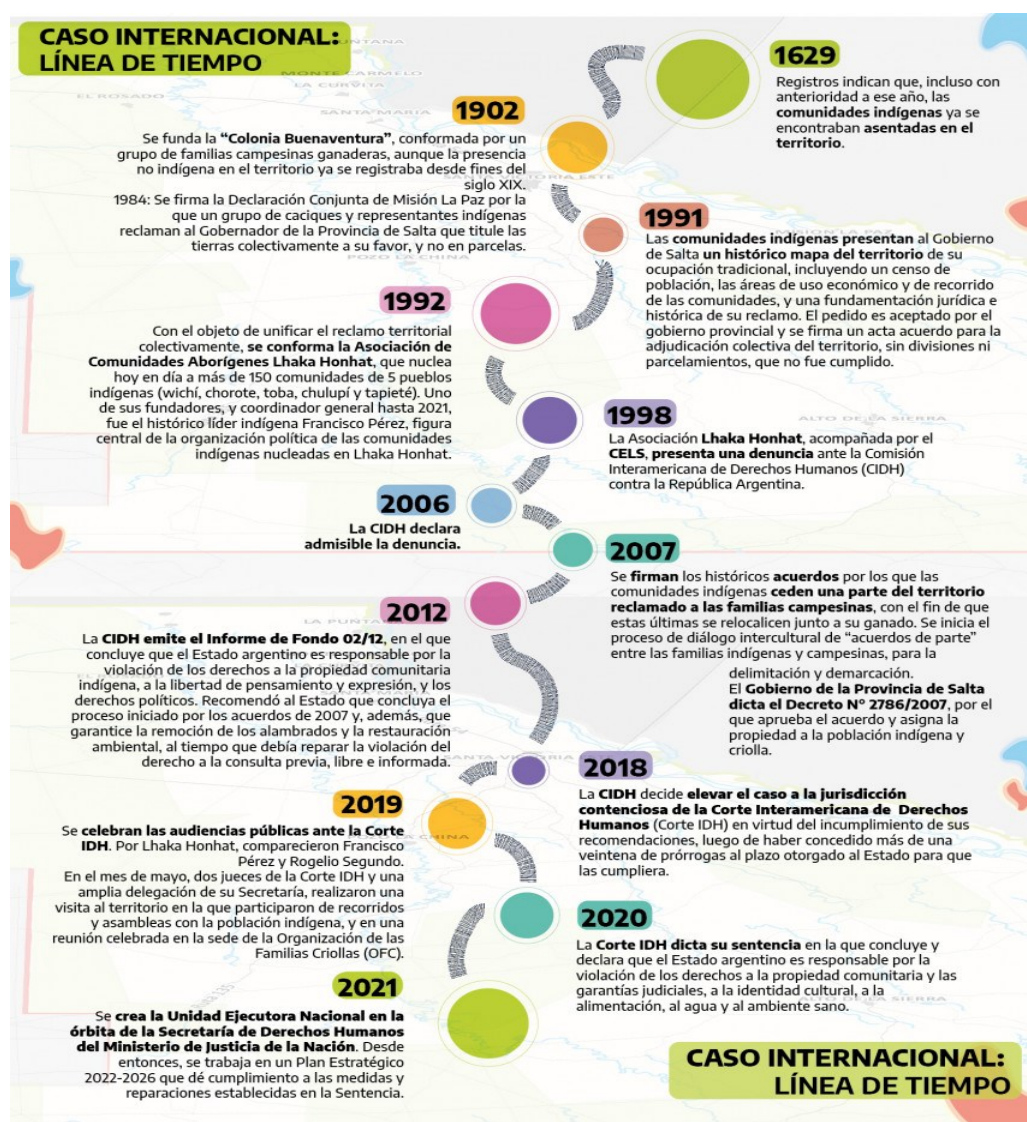 CASO INTERNACIONAL:
LÍNEA DE TIEMPO
1629
Registros indican que, incluso con
anterioridad a ese año, las
comunidades indígenas ya se
encontraban asentadas en el
territorio.
1902
Se funda la “Colonia Buenaventura”, conformada por un
grupo de familias campesinas ganaderas, aunque la presencia
no indígena en el territorio ya se registraba desde fines del
siglo XIX.
1984: Se firma la Declaración Conjunta de Misión La Paz por la
que un grupo de caciques y representantes indígenas
reclaman al Gobernador de la Provincia de Salta que titule las
tierras colectivamente a su favor, y no en parcelas.
1991
Las comunidades indígenas presentan al Gobierno
de Salta un histórico mapa del territorio de su
ocupación tradicional, incluyendo un censo de
población, las áreas de uso económico y de recorrido
de las comunidades, y una fundamentación jurídica e
histórica de su reclamo. El pedido es aceptado por el
gobierno provincial y se firma un acta acuerdo para la
adjudicación colectiva del territorio, sin divisiones ni
parcelamientos, que no fue cumplido.
1992
Con el objeto de unificar el reclamo territorial
colectivamente, se conforma la Asociación de
Comunidades Aborígenes Lhaka Honhat, que nuclea
hoy en día a más de 150 comunidades de 5 pueblos
indígenas (wichí, chorote, toba, chulupí y tapieté). Uno
de sus fundadores, y coordinador general hasta 2021,
fue el histórico líder indígena Francisco Pérez, figura
central de la organización política de las comunidades
indígenas nucleadas en Lhaka Honhat.
1998
La Asociación Lhaka Honhat, acompañada por el
CELS, presenta una denuncia ante la Comisión
Interamericana de Derechos Humanos (CIDH)
contra la República Argentina.
2006
La CIDH declara
admisible la denuncia.
2007
Se firman los históricos acuerdos por los que las
comunidades indígenas ceden una parte del territorio
reclamado a las familias campesinas, con el fin de que
estas últimas se relocalicen junto a su ganado. Se inicia el
proceso de diálogo intercultural de “acuerdos de parte”
entre las familias indígenas y campesinas, para la
delimitación y demarcación.
El Gobierno de la Provincia de Salta
dicta el Decreto N° 2786/2007, por el
que aprueba el acuerdo y asigna la
propiedad a la población indígena y
criolla.
2012
La CIDH emite el Informe de Fondo 02/12, en el que
concluye que el Estado argentino es responsable por la
violación de los derechos a la propiedad comunitaria
indígena, a la libertad de pensamiento y expresión, y los
derechos políticos. Recomendó al Estado que concluya el
proceso iniciado por los acuerdos de 2007 y, además, que
garantice la remoción de los alambrados y la restauración
ambiental, al tiempo que debía reparar la violación del
derecho a la consulta previa, libre e informada.
2018
La CIDH decide elevar el caso a la jurisdicción
contenciosa de la Corte Interamericana de Derechos
Humanos (Corte IDH) en virtud del incumplimiento de sus
recomendaciones, luego de haber concedido más de una
veintena de prórrogas al plazo otorgado al Estado para que
las cumpliera.
2019
Se celebran las audiencias públicas ante la Corte
IDH. Por Lhaka Honhat, comparecieron Francisco
Pérez y Rogelio Segundo.
En el mes de mayo, dos jueces de la Corte IDH y una
amplia delegación de su Secretaría, realizaron una
visita al territorio en la que participaron de recorridos
y asambleas con la población indígena, y en una
reunión celebrada en la sede de la Organización de las
Familias Criollas (OFC).
2020
La Corte IDH dicta su sentencia en la que concluye y
declara que el Estado argentino es responsable por la
violación de los derechos a la propiedad comunitaria y las
garantías judiciales, a la identidad cultural, a la
alimentación, al agua y al ambiente sano.
2021
Se crea la Unidad Ejecutora Nacional en la
órbita de la Secretaría de Derechos Humanos
del Ministerio de Justicia de la Nación. Desde
entonces, se trabaja en un Plan Estratégico
2022-2026 que dé cumplimiento a las medidas y
reparaciones establecidas en la Sentencia.
CASO INTERNACIONAL:
LÍNEA DE TIEMPO